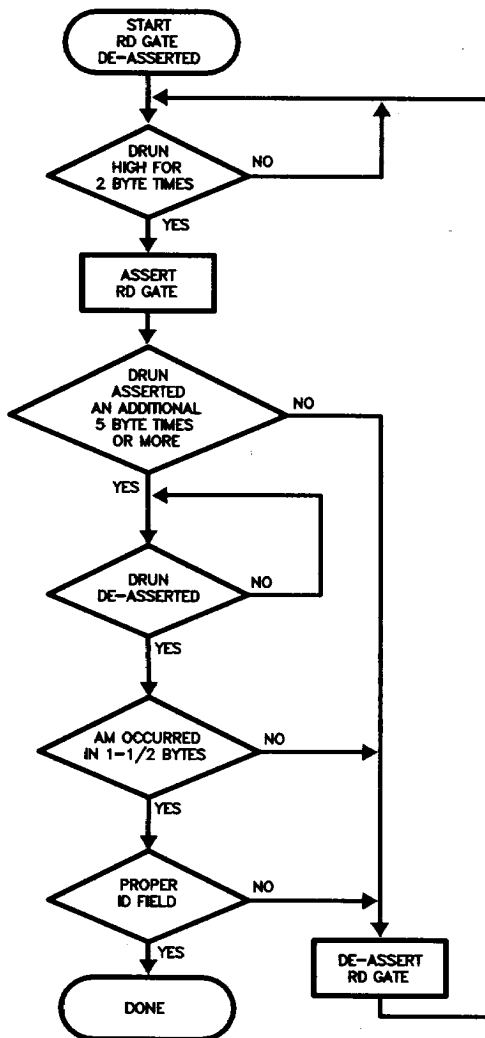 START
RD GATE
DE-ASSERTED
DRUN
HIGH FOR
2 BYTE TIMES
NO
YES
ASSERT
RD GATE
DRUN
ASSERTED
AN ADDITIONAL
5 BYTE TIMES
OR MORE
NO
YES
DRUN
DE-ASSERTED
NO
YES
AM OCCURRED
IN 1-1/2 BYTES
NO
YES
PROPER
ID FIELD
NO
YES
DE-ASSERT
RD GATE
DONE